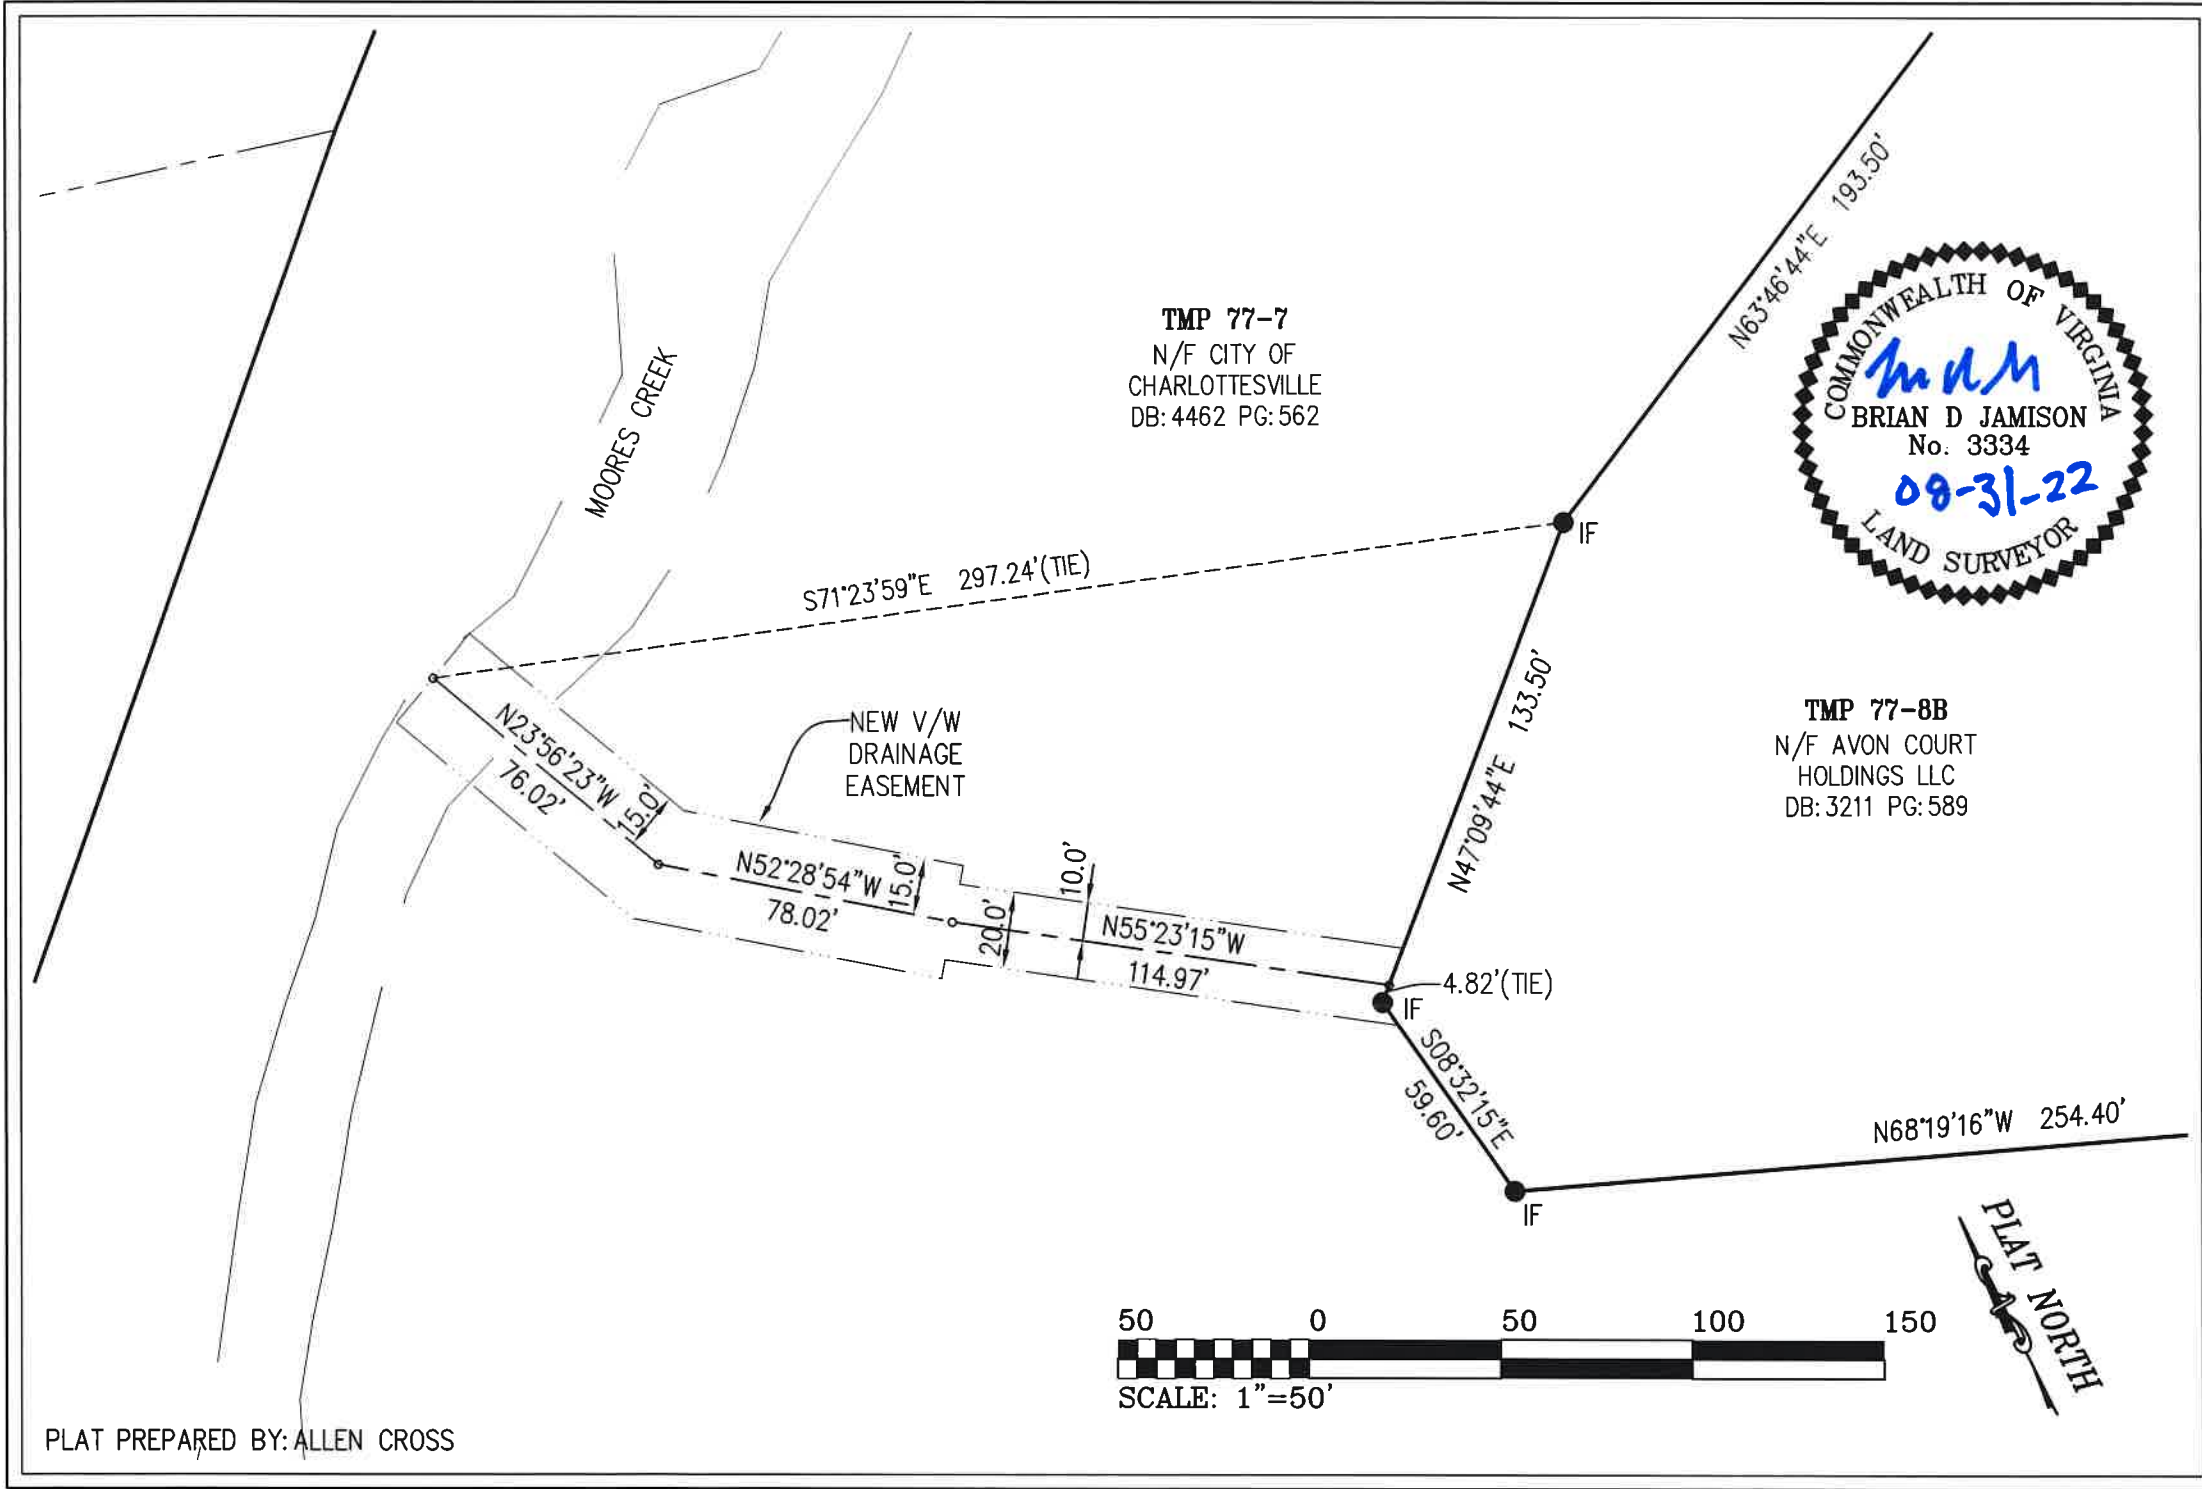 TMP 77-7
N/F CITY OF
CHARLOTTESVILLE
DB: 4462 PG: 562
N63°46'44"E 193.50'
COMMONWEALTH OF VIRGINIA
BRIAN D JAMISON
No. 3334
08-31-22
LAND SURVEYOR
MOORES CREEK
IF
S71°23'59"E 297.24'(TIE)
N47°09'44"E 133.50'
TMP 77-8B
N/F AVON COURT
HOLDINGS LLC
DB: 3211 PG: 589
NEW V/W
DRAINAGE
EASEMENT
N23°56'23"W
76.02'
15.0'
N52°28'54"W
78.02'
15.0'
20.0'
10.0'
N55°23'15"W
114.97'
4.82'(TIE)
IF
S08°32'15"E
59.60'
N68°19'16"W 254.40'
IF
PLAT NORTH
50 0 50 100 150
SCALE: 1"=50'
PLAT PREPARED BY: ALLEN CROSS